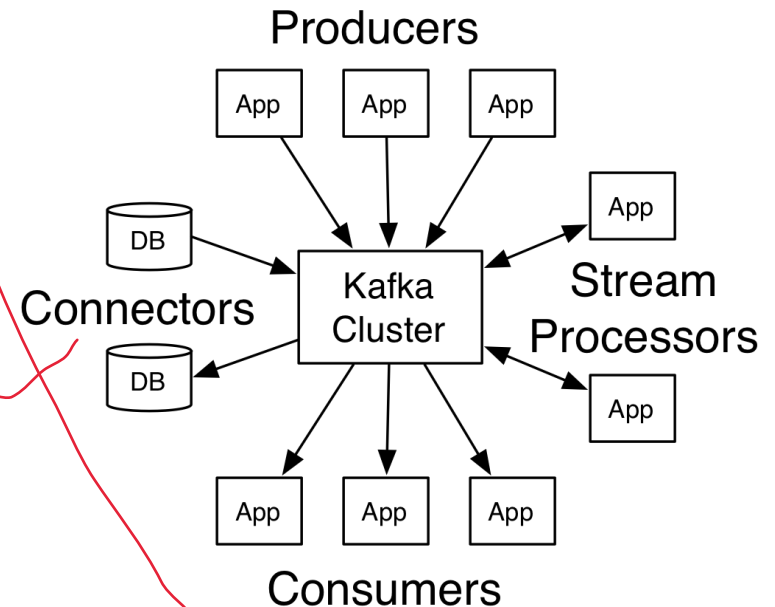 Producers
App
App
App
DB
App
Kafka
Cluster
Connectors
Stream
Processors
DB
App
App
App
App
Consumers